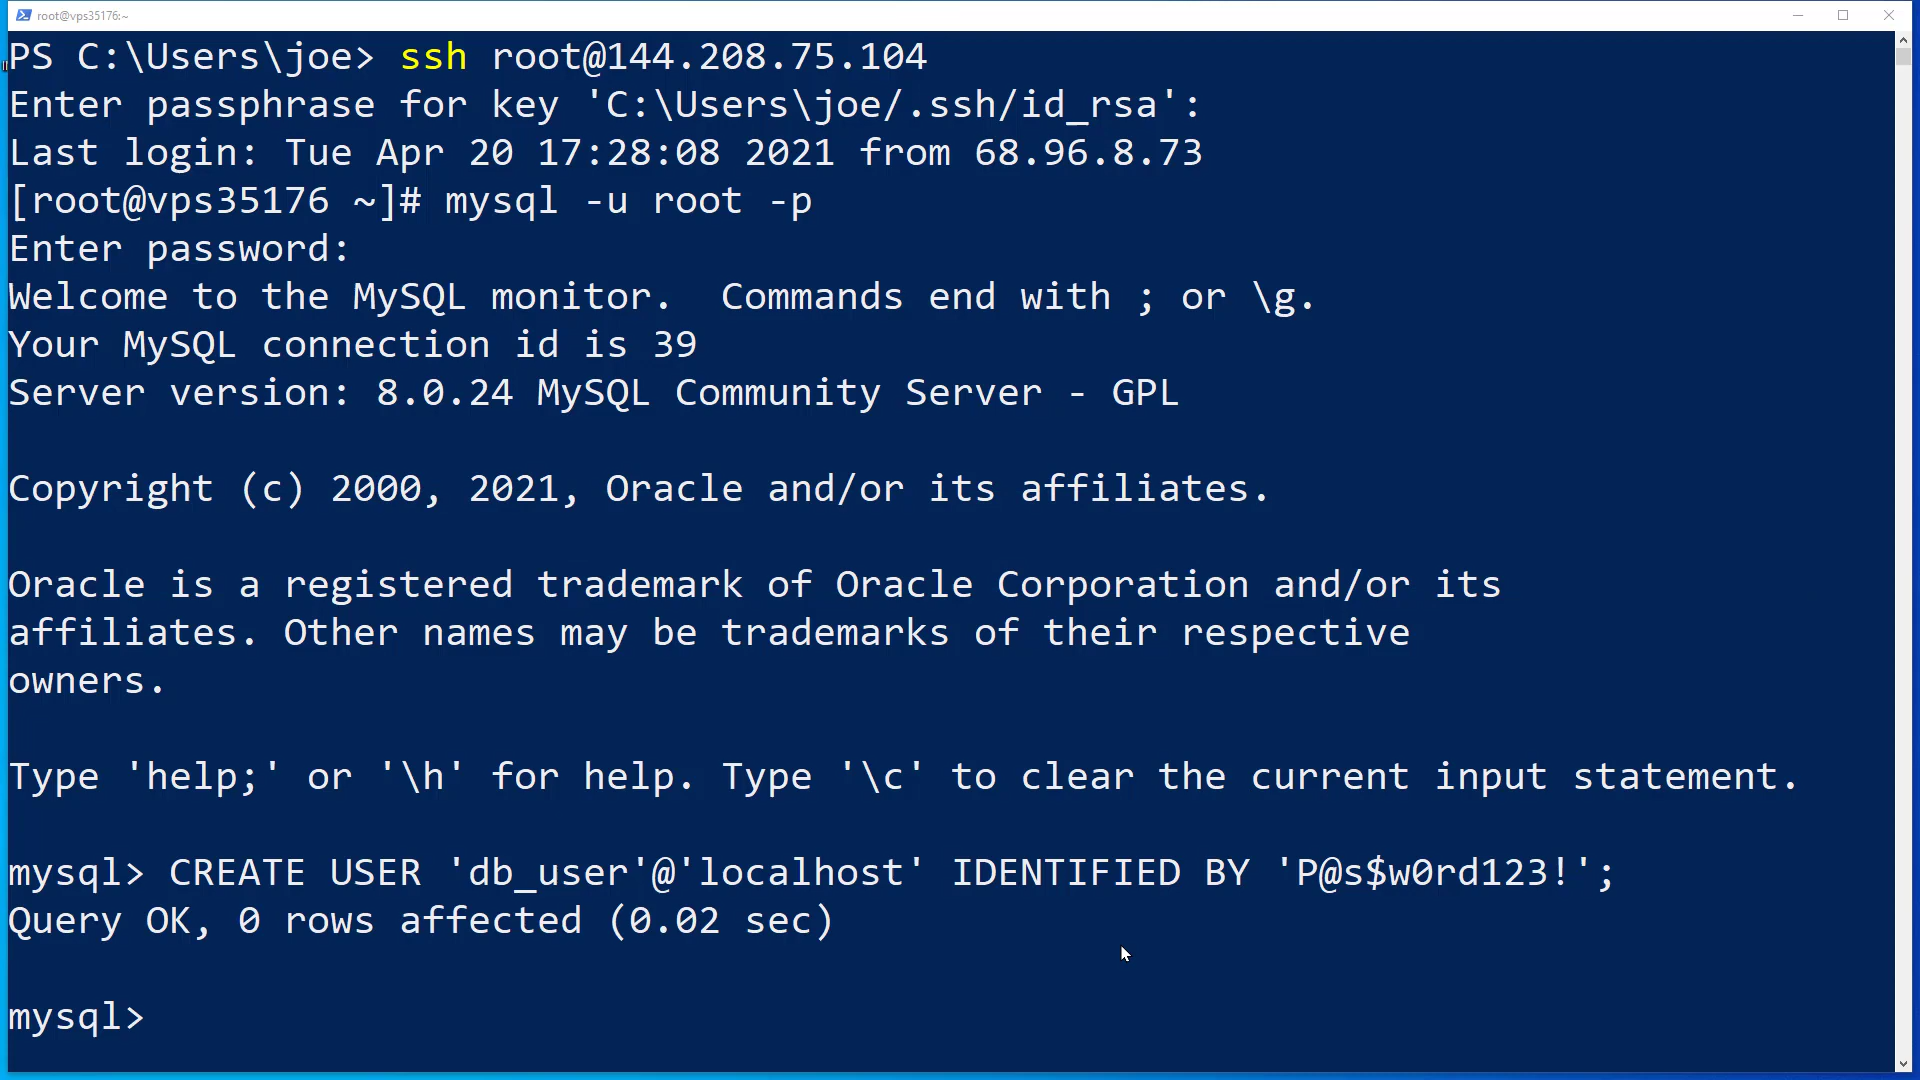 root@vps35176:~
PS C:\Users\joe> ssh root@144.208.75.104
Enter passphrase for key 'C:\Users\joe/.ssh/id_rsa':
Last login: Tue Apr 20 17:28:08 2021 from 68.96.8.73
[root@vps35176 ~]# mysql -u root -p
Enter password:
Welcome to the MySQL monitor.  Commands end with ; or \g.
Your MySQL connection id is 39
Server version: 8.0.24 MySQL Community Server - GPL
Copyright (c) 2000, 2021, Oracle and/or its affiliates.
Oracle is a registered trademark of Oracle Corporation and/or its
affiliates. Other names may be trademarks of their respective
owners.
Type 'help;' or '\h' for help. Type '\c' to clear the current input statement.
mysql> CREATE USER 'db_user'@'localhost' IDENTIFIED BY 'P@s$w0rd123!';
Query OK, 0 rows affected (0.02 sec)
mysql>